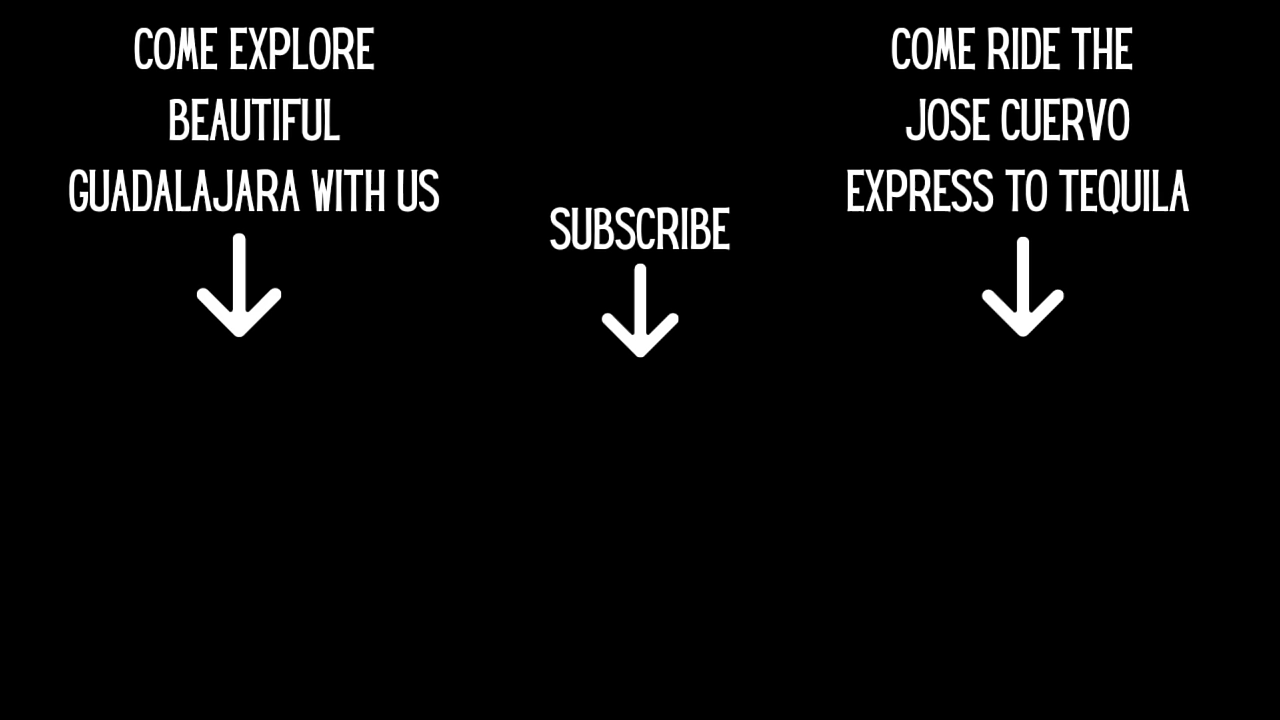 COME EXPLORE
BEAUTIFUL
GUADALAJARA WITH US
SUBSCRIBE
COME RIDE THE
JOSE CUERVO
EXPRESS TO TEQUILA